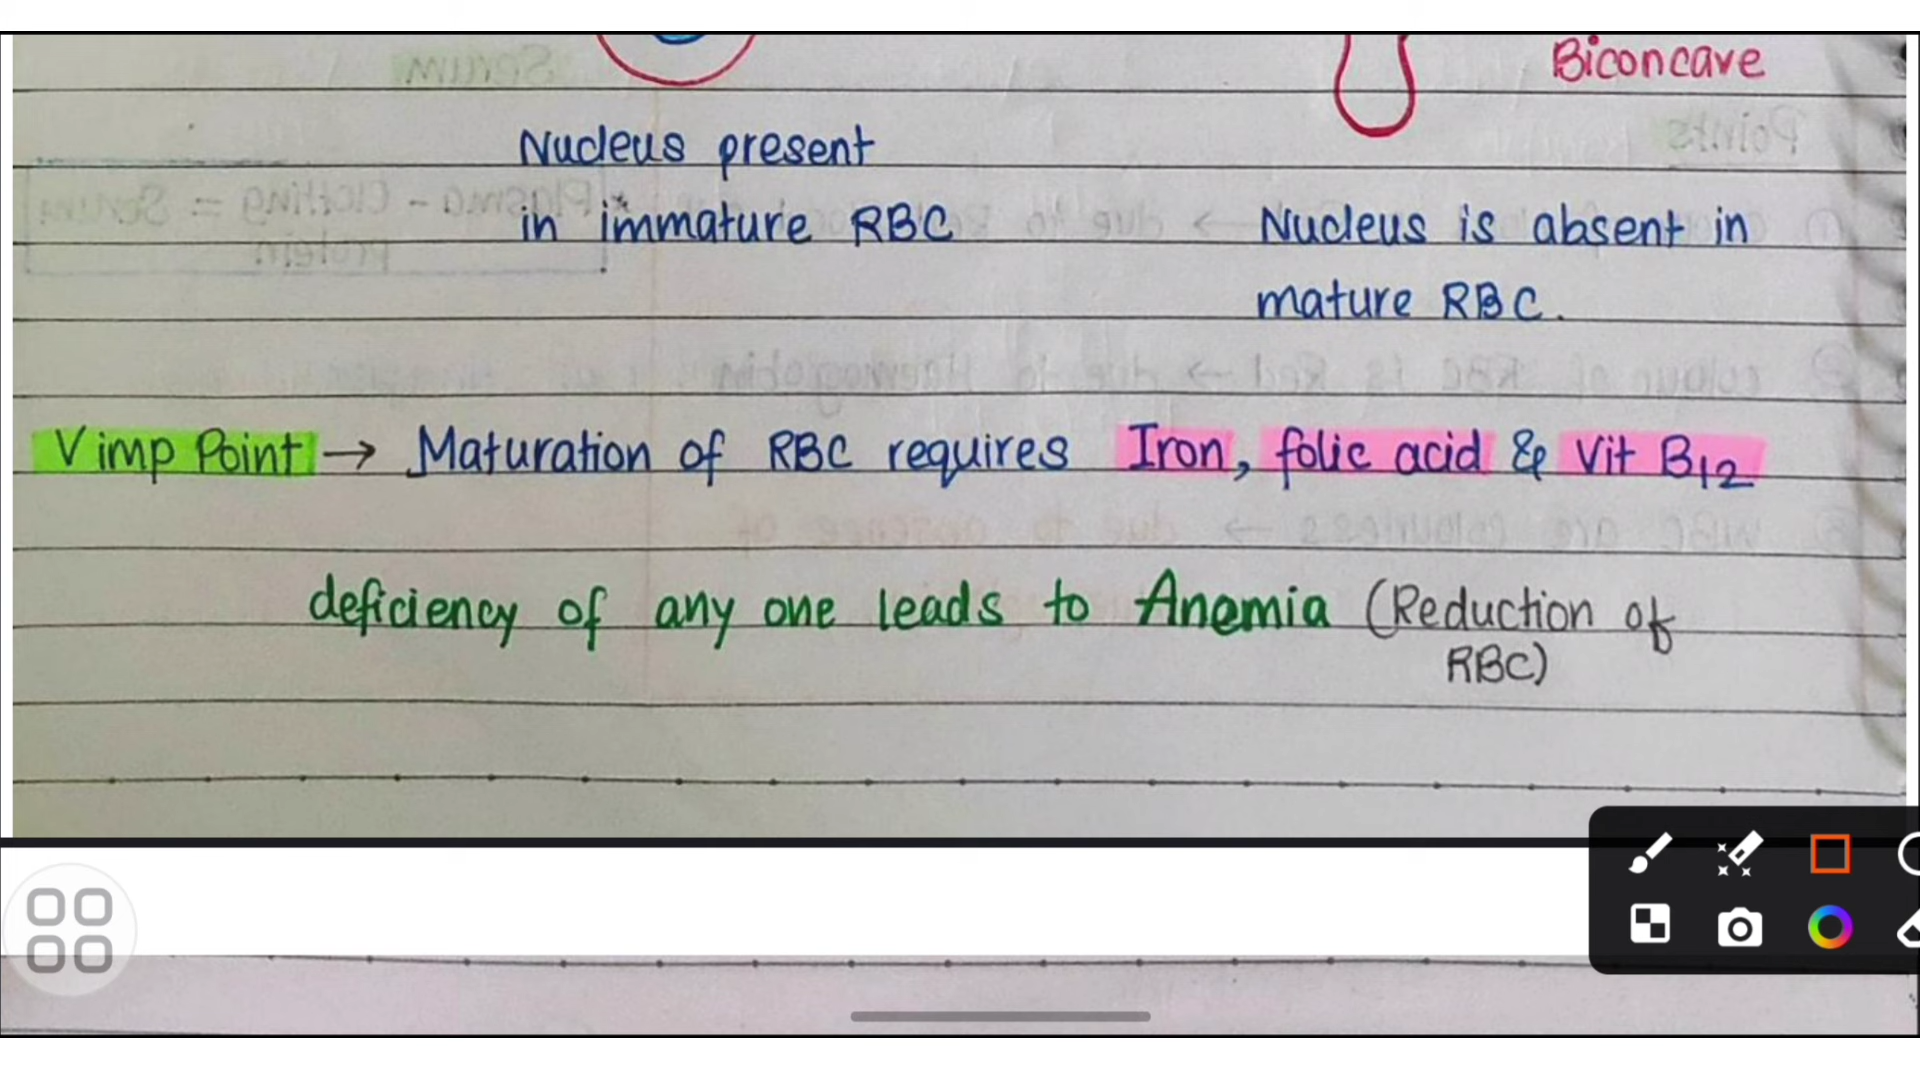 Biconcave
Nucleus present
in immature RBC
Nucleus is absent in
mature RBC.
V imp Point → Maturation of RBC requires Iron, folic acid & Vit B12
deficiency of any one leads to Anemia (Reduction of
RBC)